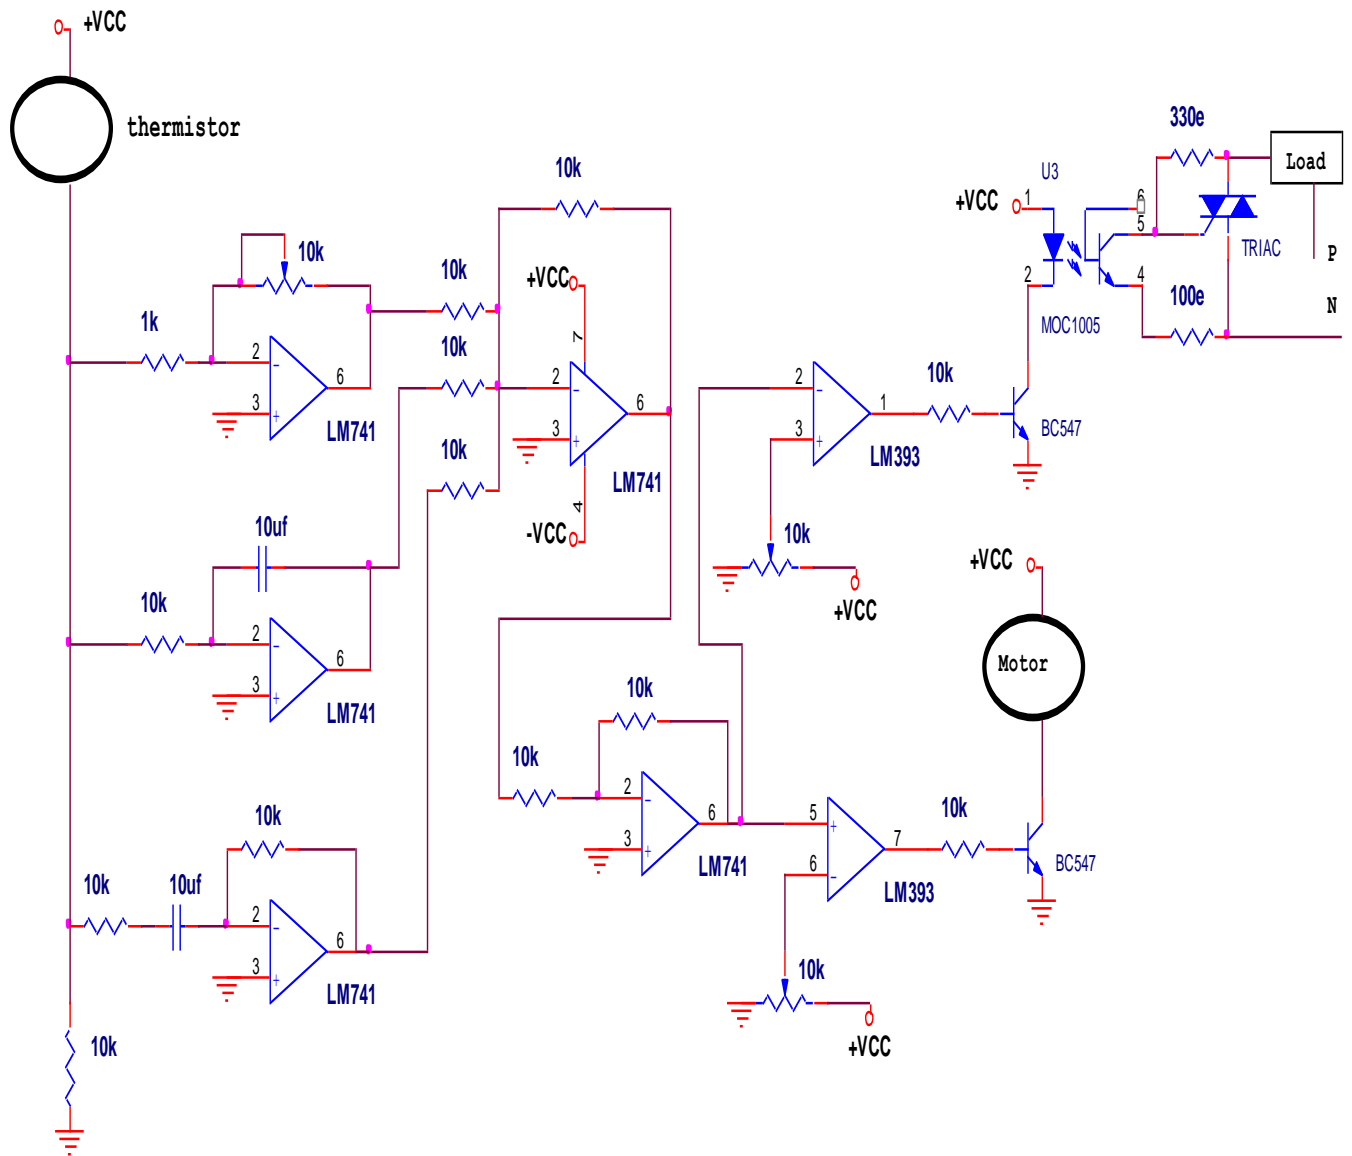 +VCC
thermistor
10k
330e
Load
U3
+VCC
1
6
5
TRIAC
P
10k
10k
+VCC
2
4
100e
N
MOC1005
1k
7
2
-
6
3
+
LM741
10k
2
-
6
3
+
LM741
10k
4
-VCC
2
-
1
3
+
LM393
10k
BC547
10uf
10k
+VCC
+VCC
10k
2
-
6
3
+
LM741
Motor
10k
10k
2
-
6
3
+
LM741
5
+
7
6
-
LM393
10k
BC547
10k
10k
10uf
2
-
6
3
+
LM741
10k
+VCC
10k